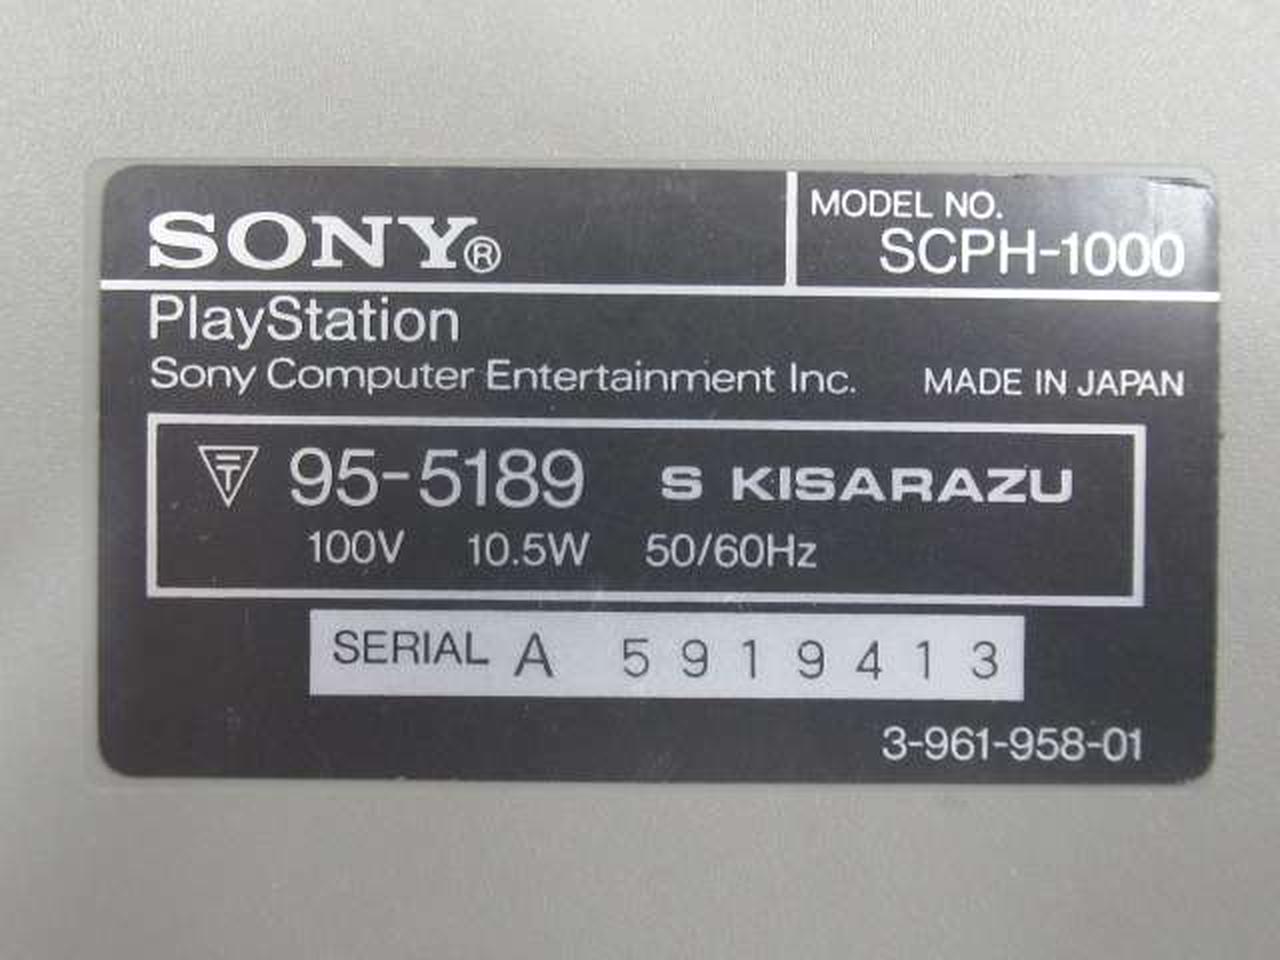 SONY®
MODEL NO.
SCPH-1000
PlayStation
Sony Computer Entertainment Inc. MADE IN JAPAN
T 95-5189 S KISARAZU
100V 10.5W 50/60Hz
SERIAL A 5919413
3-961-958-01